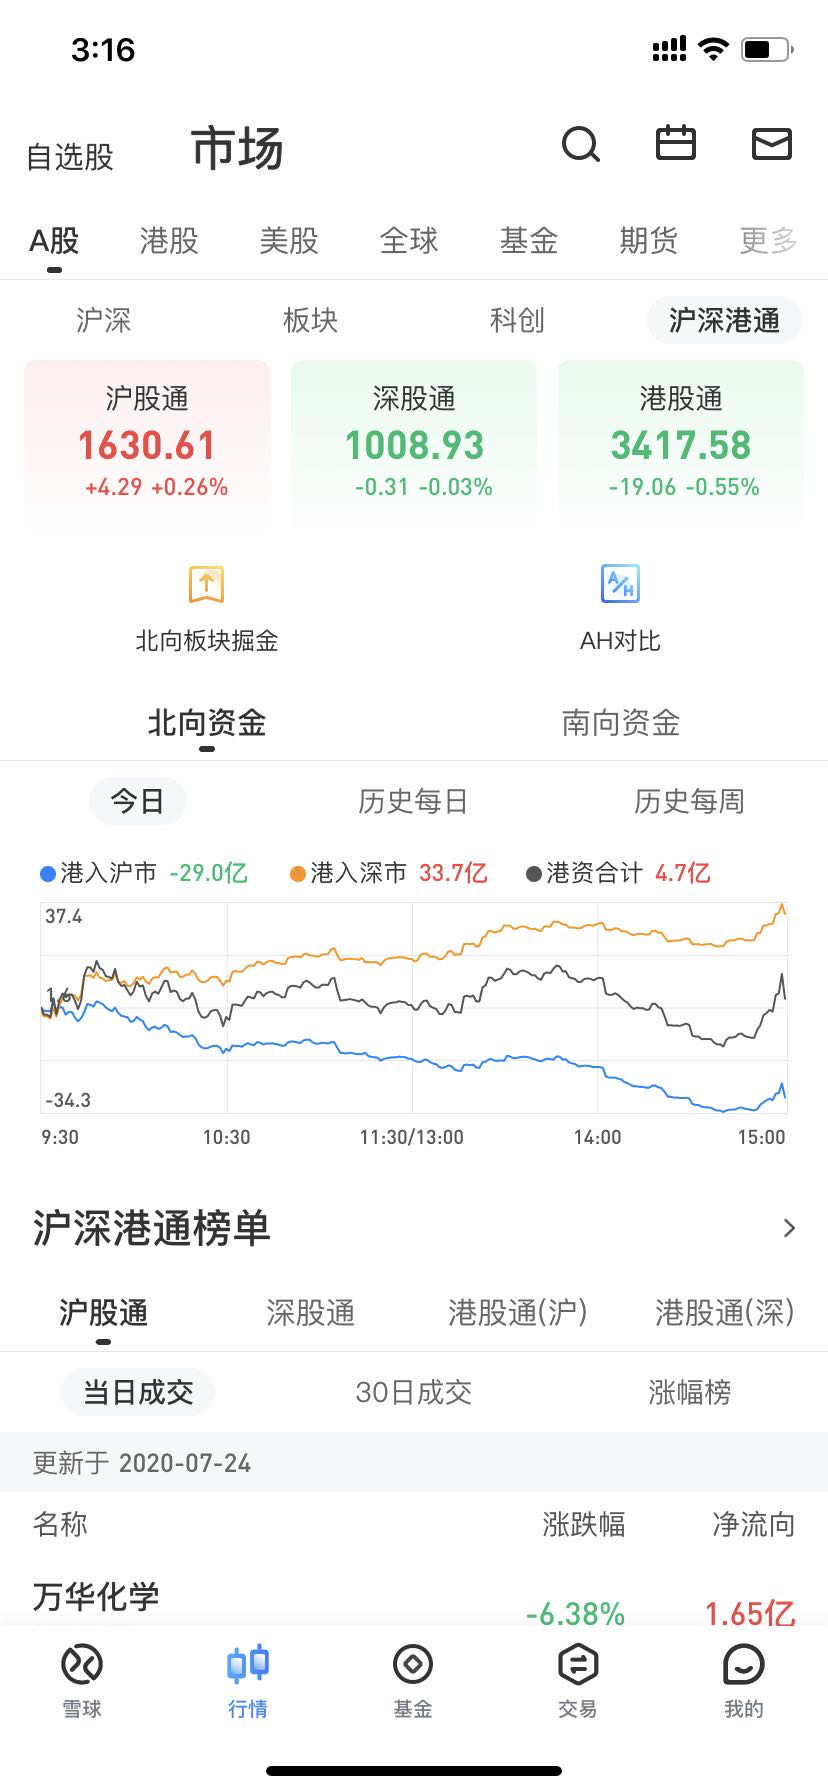 3:16
自选股 市场
A股 港股 美股 全球 基金 期货 更多
沪深 板块 科创 沪深港通
沪股通 深股通 港股通
1630.61 1008.93 3417.58
+4.29 +0.26% -0.31 -0.03% -19.06 -0.55%
北向板块掘金 AH对比
北向资金 南向资金
今日 历史每日 历史每周
港入沪市 -29.0亿 港入深市 33.7亿 港资合计 4.7亿
37.4
1.6
-34.3
9:30 10:30 11:30/13:00 14:00 15:00
沪深港通榜单
沪股通 深股通 港股通(沪) 港股通(深)
当日成交 30日成交 涨幅榜
更新于 2020-07-24
名称 涨跌幅 净流向
万华化学 -6.38% 1.65亿
雪球 行情 基金 交易 我的